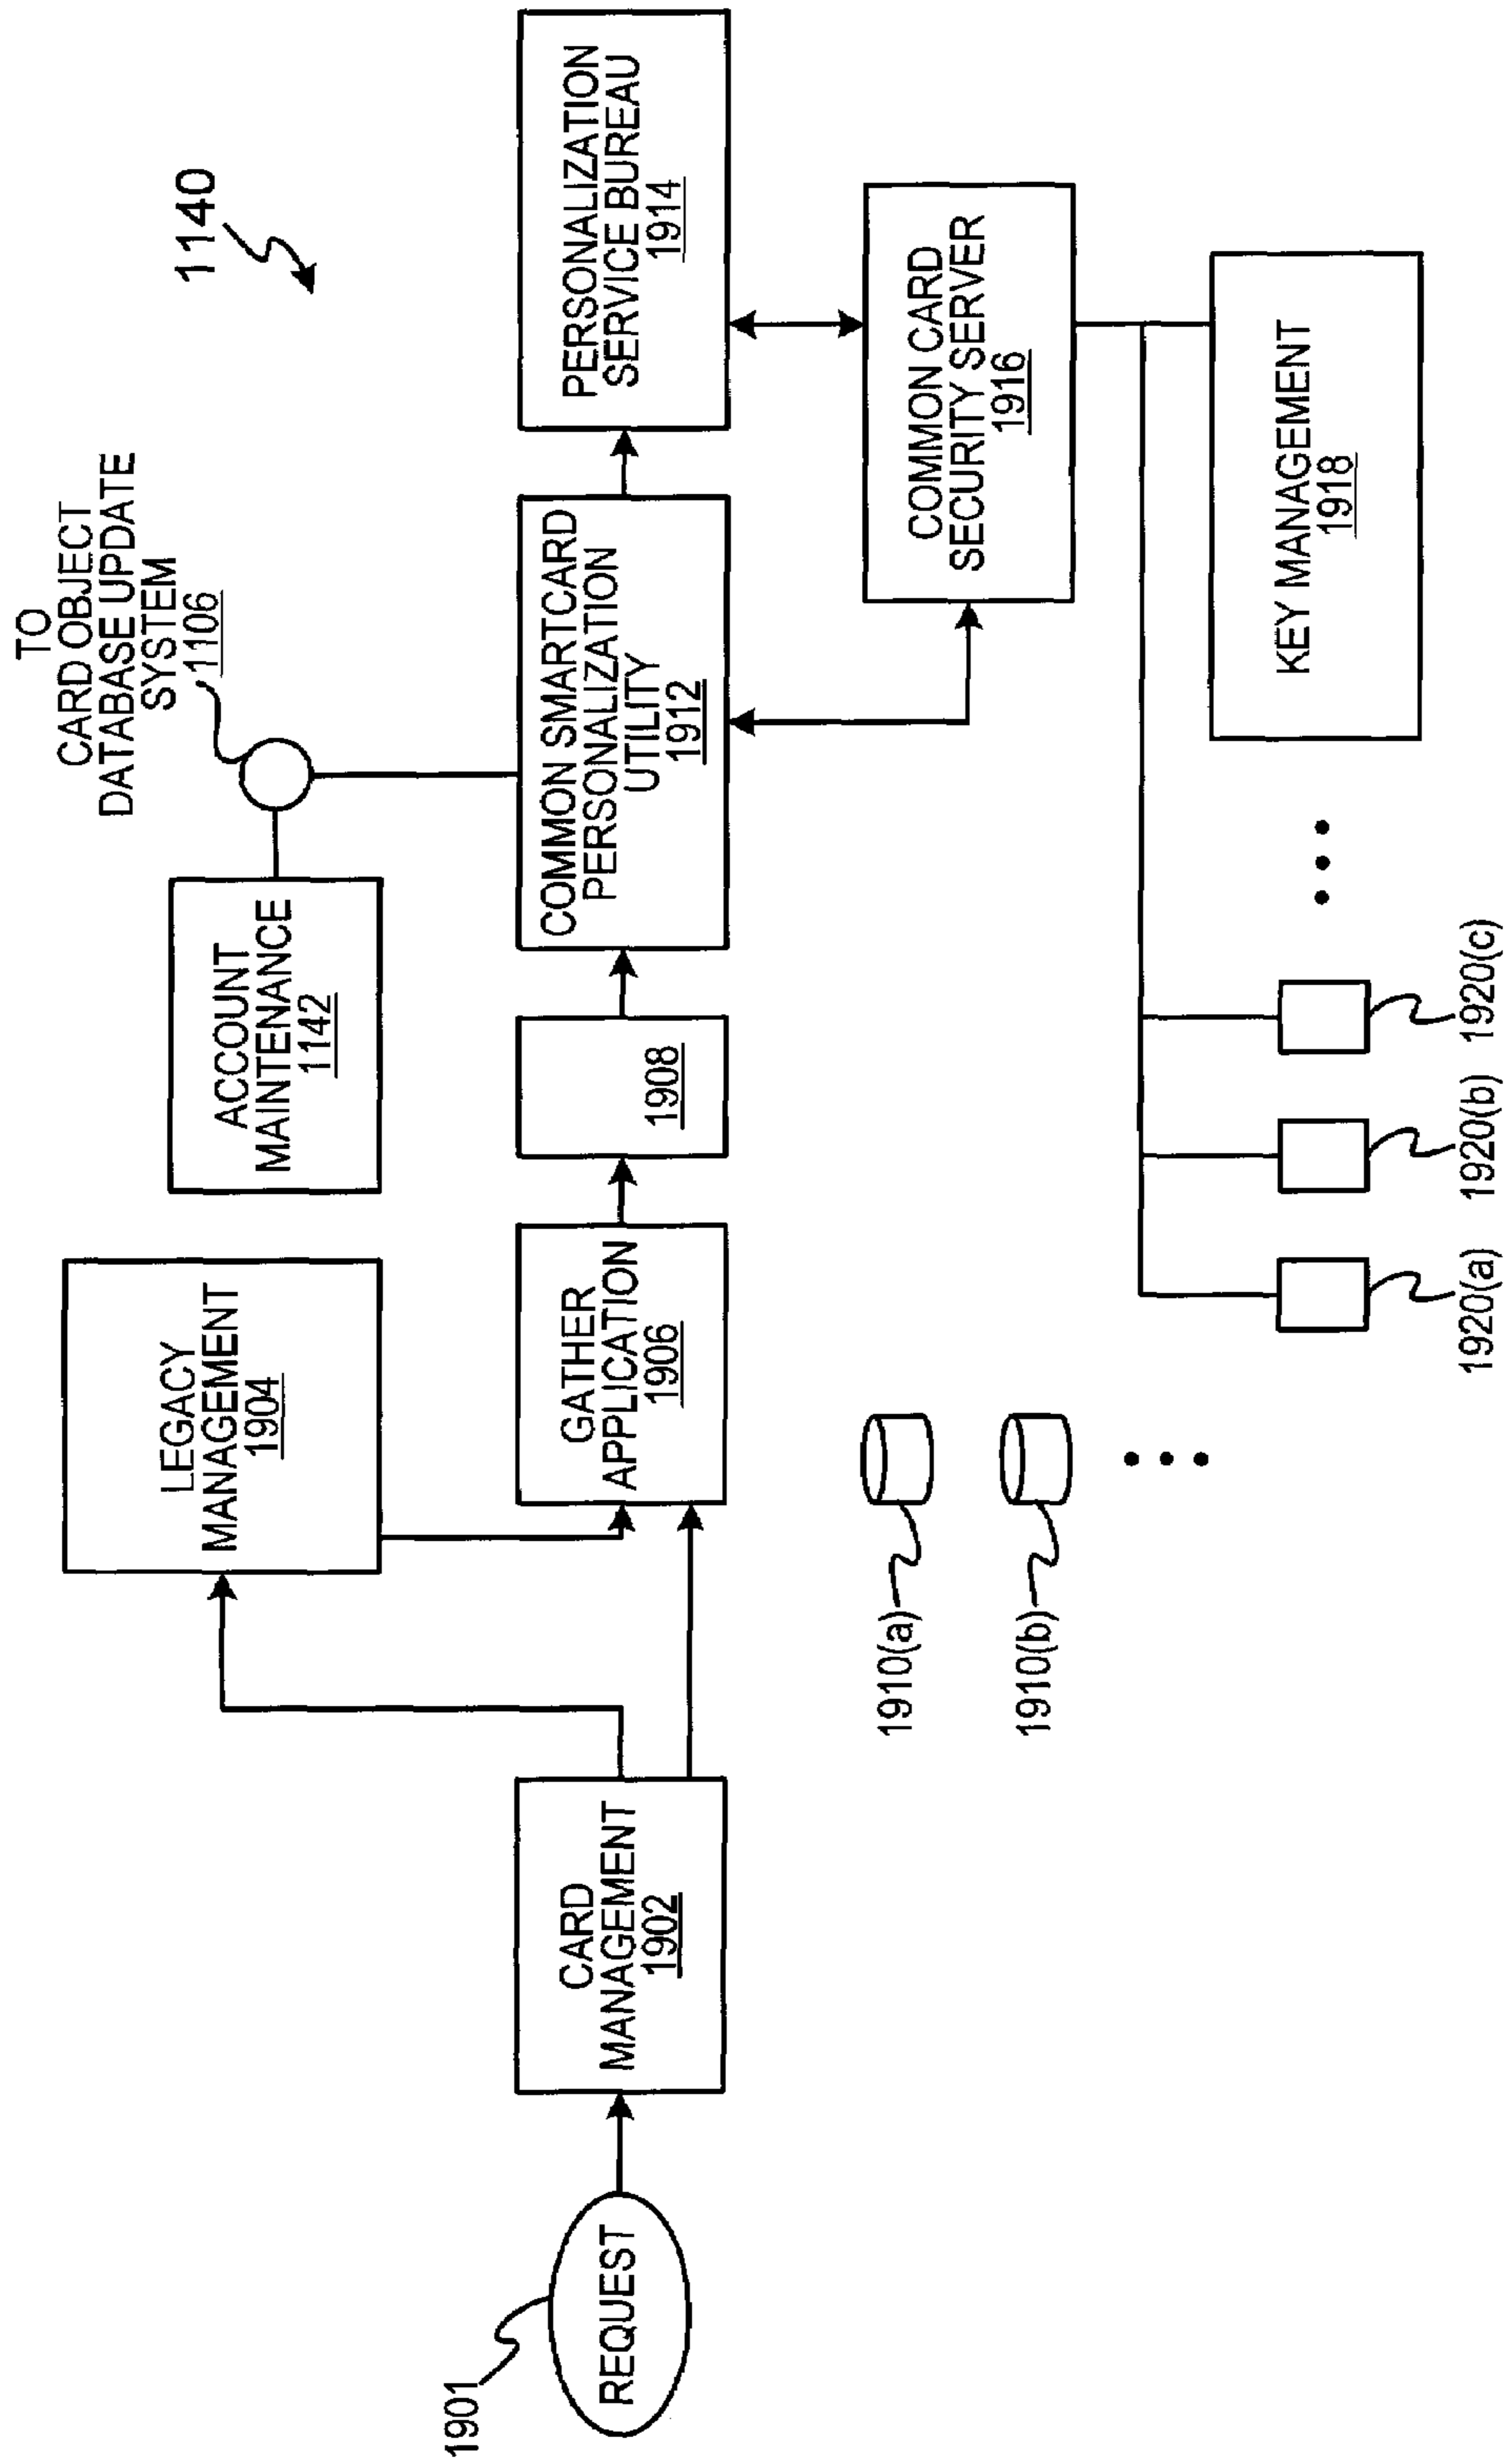 1140
TO
CARD OBJECT
DATABASE UPDATE
SYSTEM
1106
LEGACY
MANAGEMENT
1904
ACCOUNT
MAINTENANCE
1142
1901
REQUEST
CARD
MANAGEMENT
1902
GATHER
APPLICATION
1906
1908
COMMON SMARTCARD
PERSONALIZATION
UTILITY
1912
PERSONALIZATION
SERVICE BUREAU
1914
1910(a)
1910(b)
COMMON CARD
SECURITY SERVER
1916
KEY MANAGEMENT
1918
1920(a)
1920(b)
1920(c)